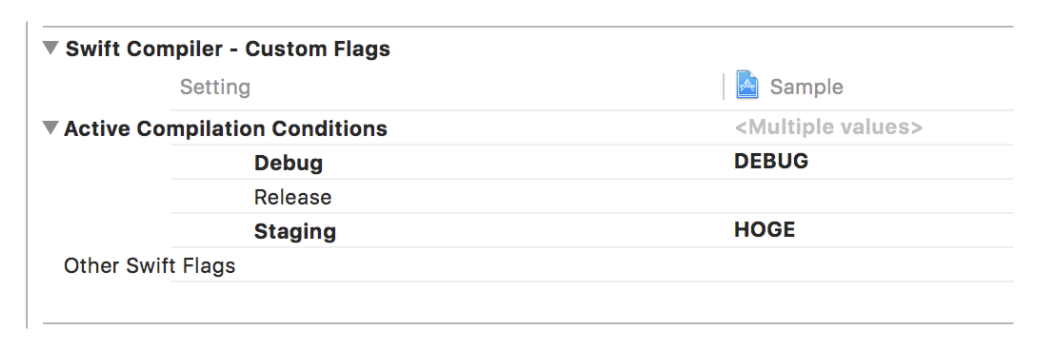 Swift Compiler - Custom Flags
Setting Sample
Active Compilation Conditions <Multiple values>
Debug DEBUG
Release
Staging HOGE
Other Swift Flags